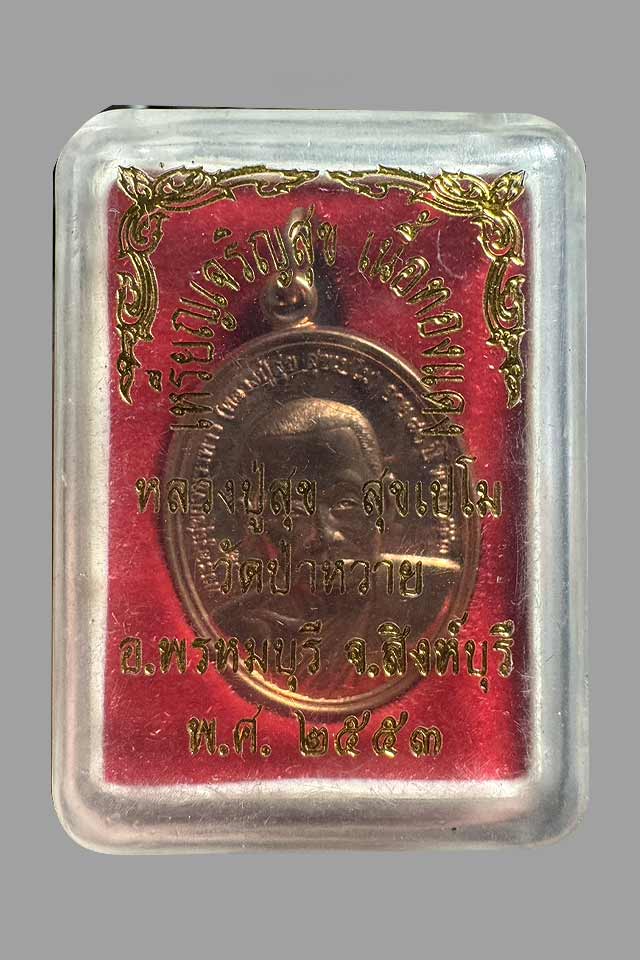 เหรียญเจริญสุข เนื้อทองแดง
หลวงปู่สุข สุขเปโม
วัดป่าหวาย
อ.พรหมบุรี จ.สิงห์บุรี
พ.ศ. ๒๕๕๓